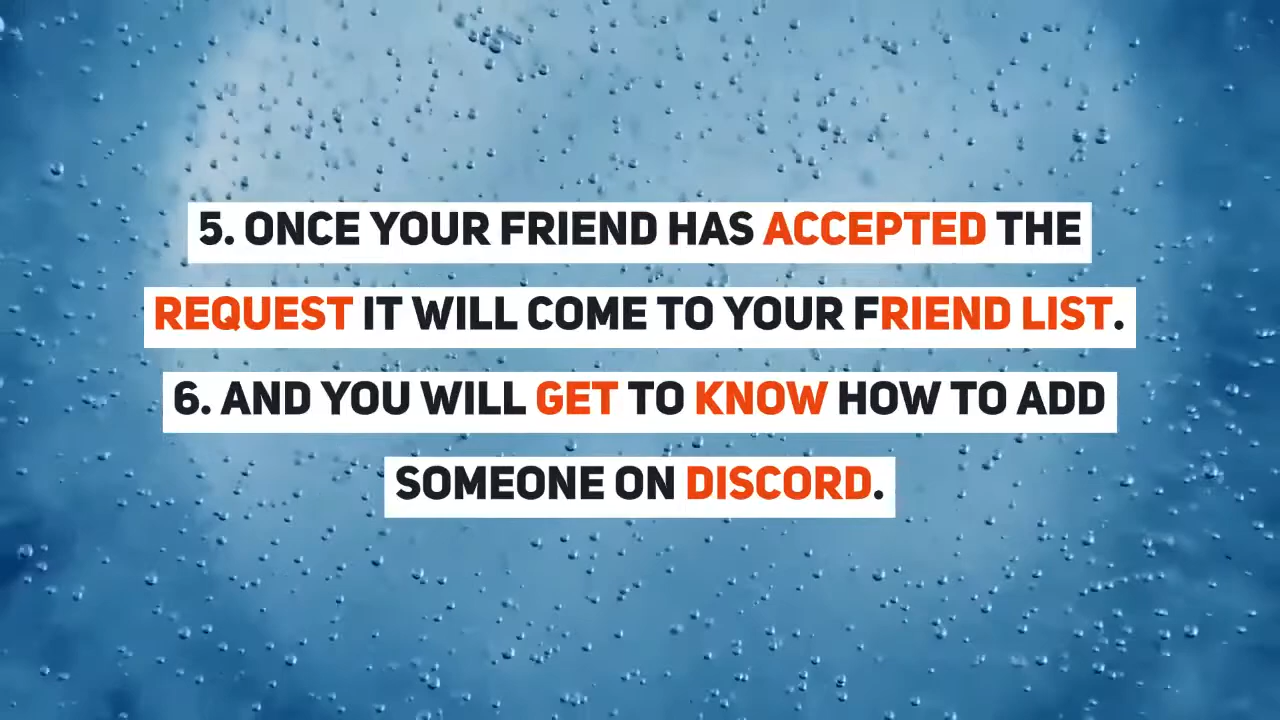 5. ONCE YOUR FRIEND HAS ACCEPTED THE
REQUEST IT WILL COME TO YOUR FRIEND LIST.
6. AND YOU WILL GET TO KNOW HOW TO ADD
SOMEONE ON DISCORD.